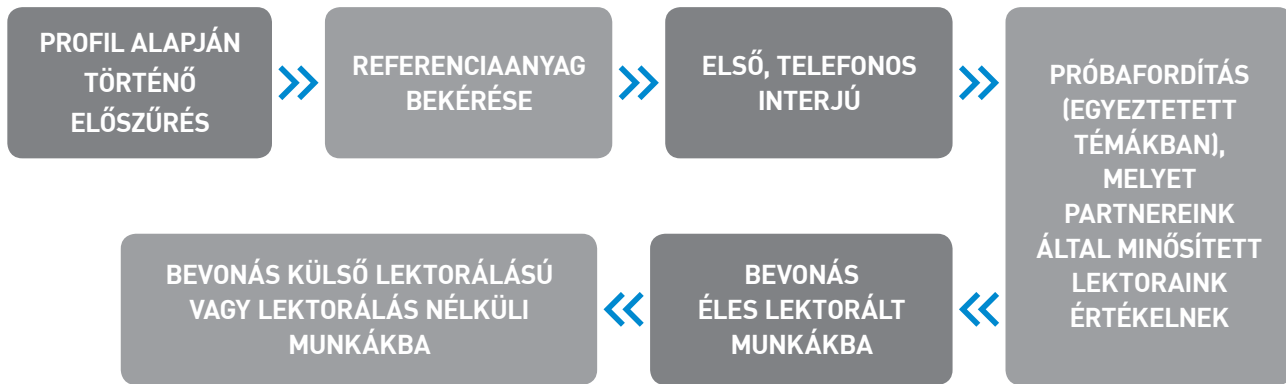 PROFIL ALAPJÁN
TÖRTÉNŐ
ELŐSZŰRÉS
REFERENCIAANYAG
BEKÉRÉSE
ELSŐ, TELEFONOS
INTERJÚ
PRÓBAFORDÍTÁS
(EGYEZTETETT
TÉMÁKBAN),
MELYET
PARTNEREINK
ÁLTAL MINŐSÍTETT
LEKTORAINK
ÉRTÉKELNEK
BEVONÁS
ÉLES LEKTORÁLT
MUNKÁKBA
BEVONÁS KÜLSŐ LEKTORÁLÁSÚ
VAGY LEKTORÁLÁS NÉLKÜLI
MUNKÁKBA